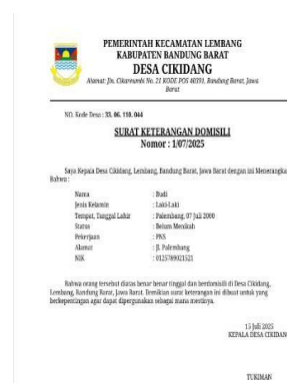 PEMERINTAH KECAMATAN LEMBANG
KABUPATEN BANDUNG BARAT
DESA CIKIDANG
Alamat: Jln. Cikareumbi No. 21 KODE POS 40391, Bandung Barat, Jawa
Barat
NO. Kode Desa : 33. 06. 110. 044
SURAT KETERANGAN DOMISILI
Nomor : 1/07/2025
Saya Kepala Desa Cikidang, Lembang, Bandung Barat, Jawa Barat dengan ini Menerangka
Bahwa :
Nama : Budi
Jenis Kelamin : Laki-Laki
Tempat, Tanggal Lahir : Palembang, 07 Juli 2000
Status : Belum Menikah
Pekerjaan : PNS
Alamat : Jl. Palembang
NIK : 0125789021521
Bahwa orang tersebut diatas benar benar tinggal dan berdomisili di Desa Cikidang,
Lembang, Bandung Barat, Jawa Barat. Demikian surat keterangan ini dibuat untuk yang
berkepentingan agar dapat dipergunakan sebagai mana mestinya.
15 Juli 2025
KEPALA DESA CIKIDAN
TUKIMAN